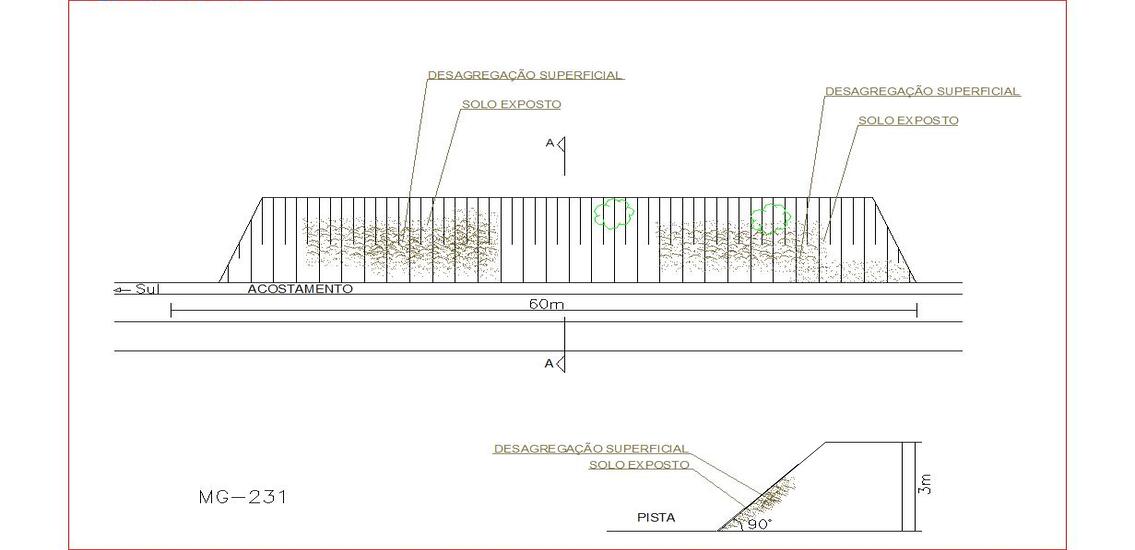 DESAGREGAÇÃO SUPERFICIAL
SOLO EXPOSTO
DESAGREGAÇÃO SUPERFICIAL
SOLO EXPOSTO
A
Sul
ACOSTAMENTO
60m
A
DESAGREGAÇÃO SUPERFICIAL
SOLO EXPOSTO
3m
MG-231
PISTA
90°